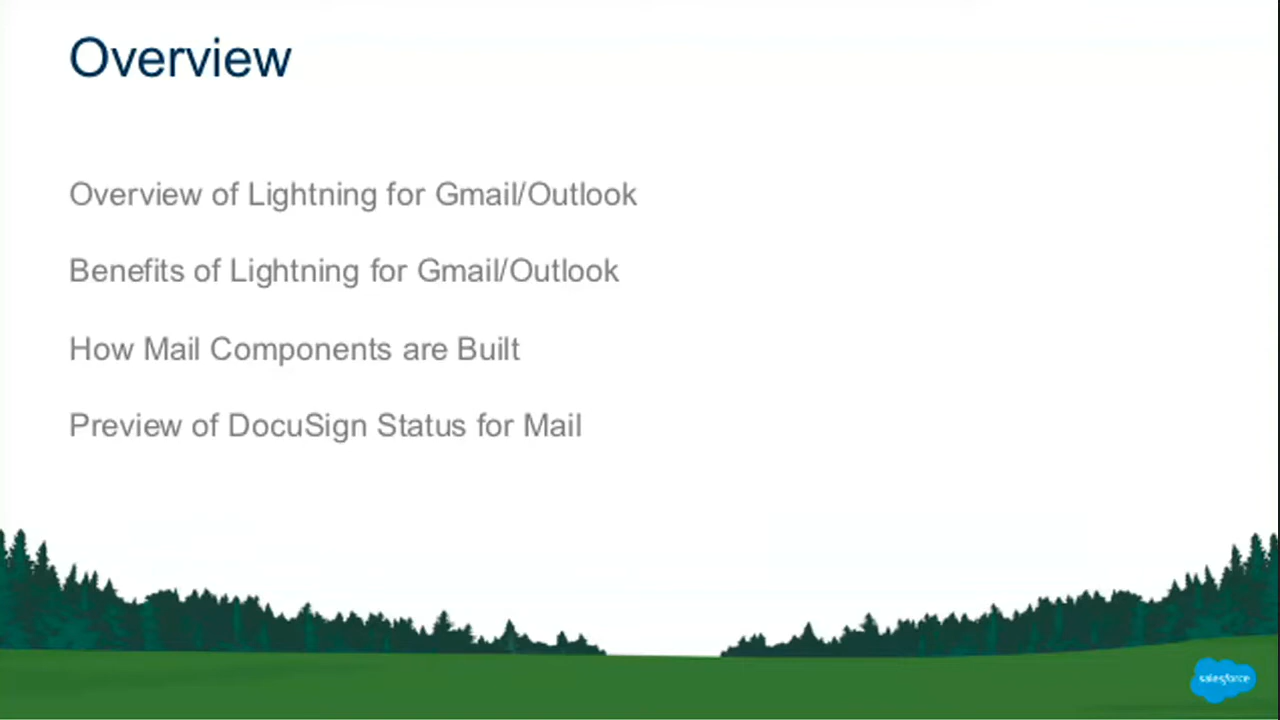 Overview
Overview of Lightning for Gmail/Outlook
Benefits of Lightning for Gmail/Outlook
How Mail Components are Built
Preview of DocuSign Status for Mail
salesforce